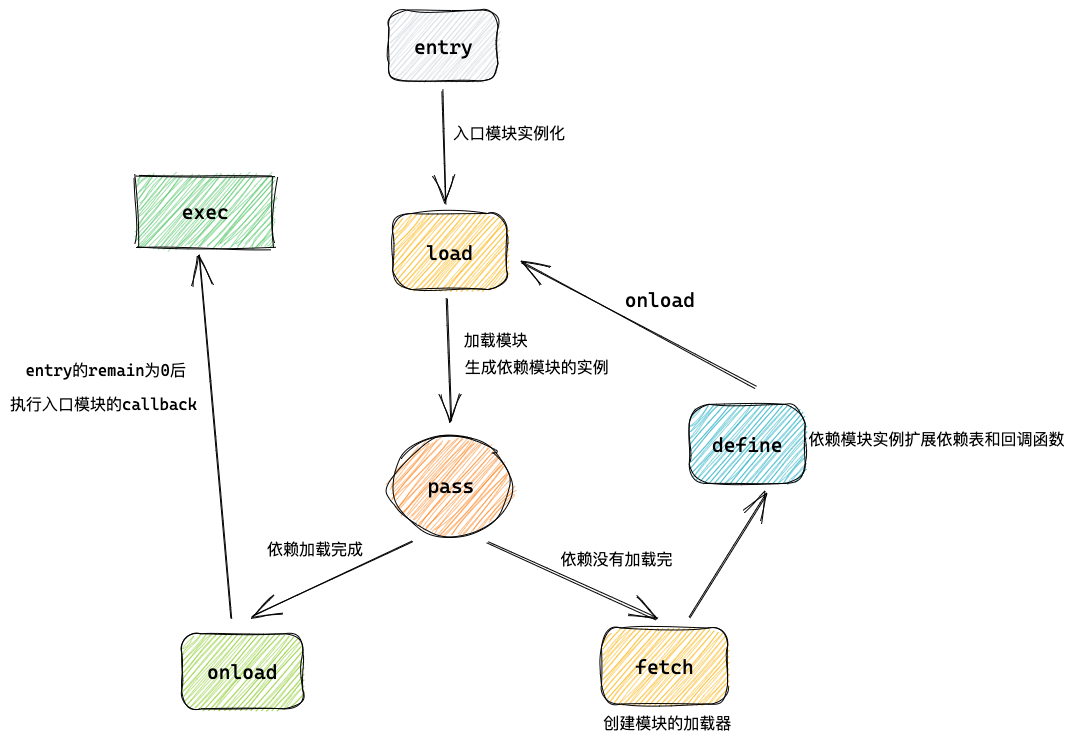 entry
入口模块实例化
exec
load
onload
加载模块
生成依赖模块的实例
entry的remain为0后
执行入口模块的callback
define
依赖模块实例扩展依赖表和回调函数
pass
依赖加载完成
依赖没有加载完
onload
fetch
创建模块的加载器